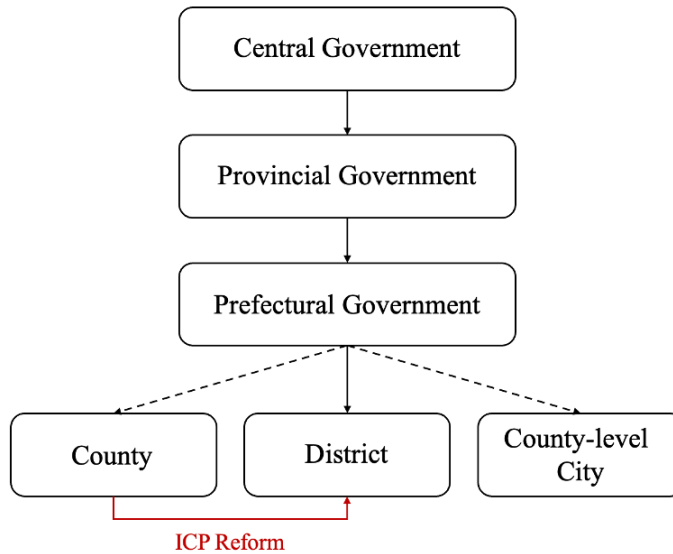 Central Government
Provincial Government
Prefectural Government
County
District
County-level
City
ICP Reform